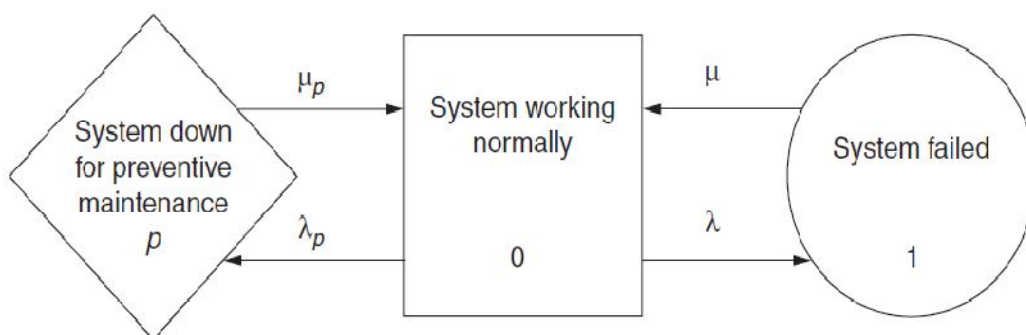 System down
for preventive
maintenance
p
μp
λp
System working
normally
0
μ
λ
System failed
1